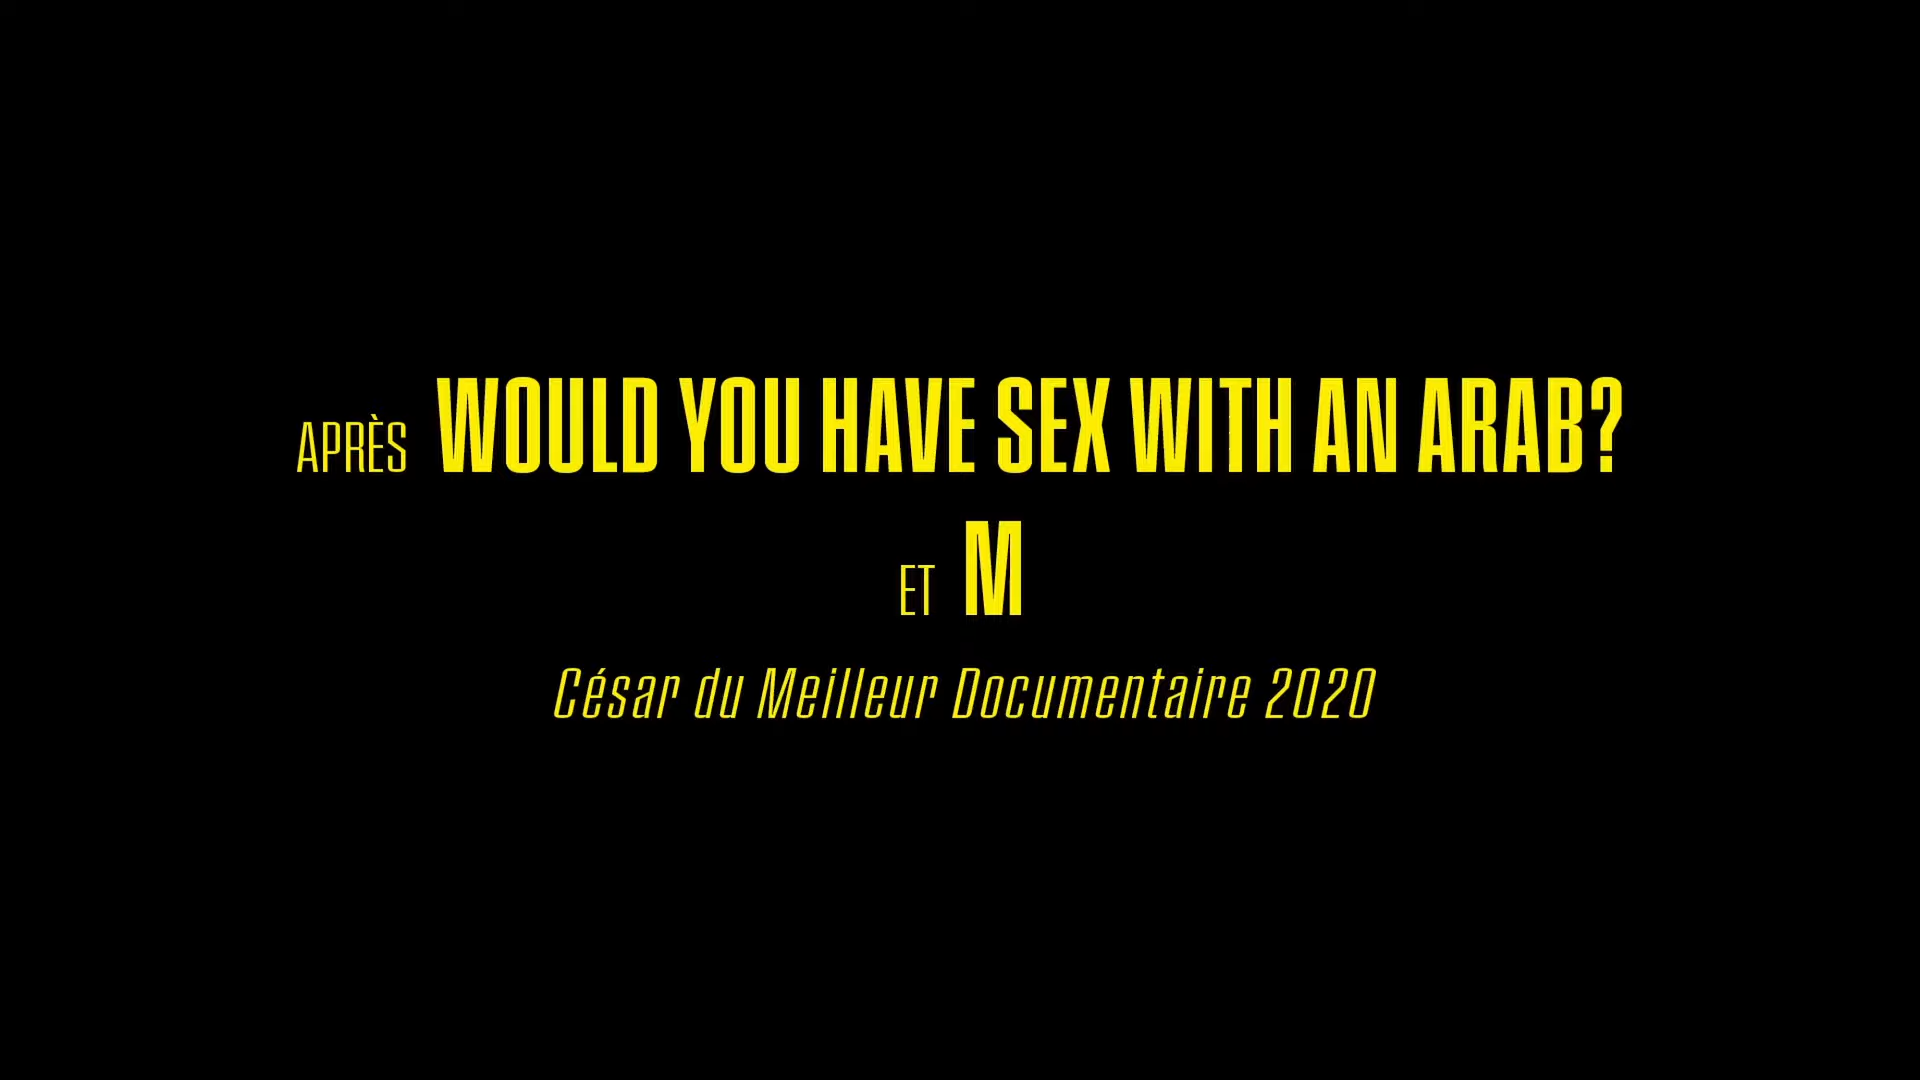 APRÈS WOULD YOU HAVE SEX WITH AN ARAB?
ET M
César du Meilleur Documentaire 2020